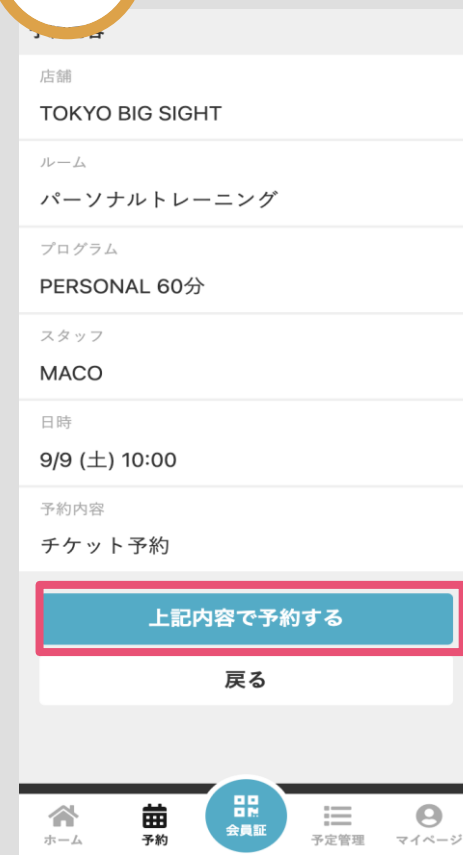 店舗
TOKYO BIG SIGHT
ルーム
パーソナルトレーニング
プログラム
PERSONAL 60分
スタッフ
MACO
日時
9/9 (土) 10:00
予約内容
チケット予約
上記内容で予約する
戻る
ホーム 予約 会員証 予定管理 マイページ